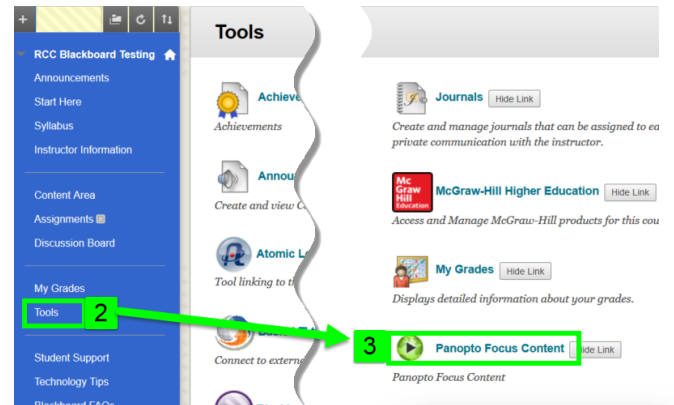 RCC Blackboard Testing
Announcements
Start Here
Syllabus
Instructor Information
Content Area
Assignments
Discussion Board
My Grades
Tools
2
Student Support
Technology Tips
Blackboard FAQs
Tools
Achieve
Achievements
Annou
Create and view C
Atomic L
Tool linking to th
Connect to externa
Journals Hide Link
Create and manage journals that can be assigned to ea
private communication with the instructor.
Mc
Graw
Hill
Education
McGraw-Hill Higher Education Hide Link
Access and Manage McGraw-Hill products for this cou
My Grades Hide Link
Displays detailed information about your grades.
3
Panopto Focus Content Hide Link
Panopto Focus Content